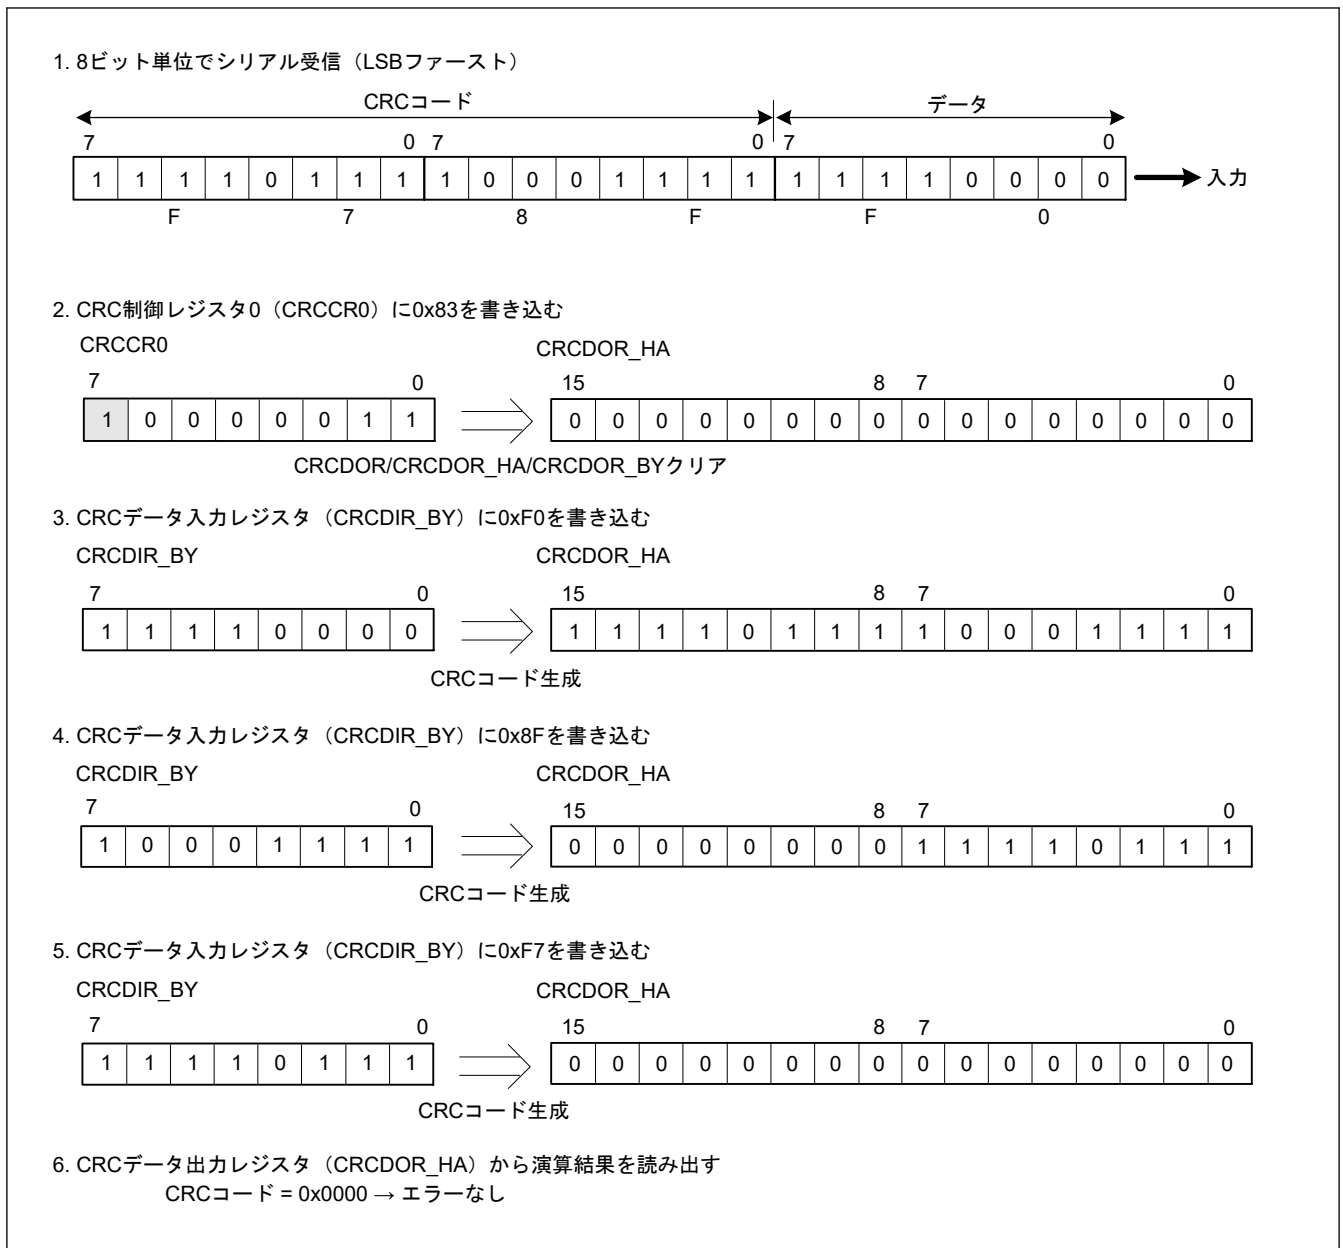 1. 8ビット単位でシリアル受信（LSBファースト）
CRCコード データ
7 0 7 0 7 0
1 1 1 1 0 1 1 1 1 0 0 0 1 1 1 1 1 1 1 1 0 0 0 0 入力
F 7 8 F F 0
2. CRC制御レジスタ0（CRCCR0）に0x83を書き込む
CRCCR0 CRCDOR_HA
7 0 15 8 7 0
1 0 0 0 0 0 1 1 0 0 0 0 0 0 0 0 0 0 0 0 0 0 0 0
CRCDOR/CRCDOR_HA/CRCDOR_BYクリア
3. CRCデータ入力レジスタ（CRCDIR_BY）に0xF0を書き込む
CRCDIR_BY CRCDOR_HA
7 0 15 8 7 0
1 1 1 1 0 0 0 0 1 1 1 1 0 1 1 1 1 0 0 0 1 1 1 1
CRCコード生成
4. CRCデータ入力レジスタ（CRCDIR_BY）に0x8Fを書き込む
CRCDIR_BY CRCDOR_HA
7 0 15 8 7 0
1 0 0 0 1 1 1 1 0 0 0 0 0 0 0 0 1 1 1 1 0 1 1 1
CRCコード生成
5. CRCデータ入力レジスタ（CRCDIR_BY）に0xF7を書き込む
CRCDIR_BY CRCDOR_HA
7 0 15 8 7 0
1 1 1 1 0 1 1 1 0 0 0 0 0 0 0 0 0 0 0 0 0 0 0 0
CRCコード生成
6. CRCデータ出力レジスタ（CRCDOR_HA）から演算結果を読み出す
CRCコード = 0x0000 → エラーなし